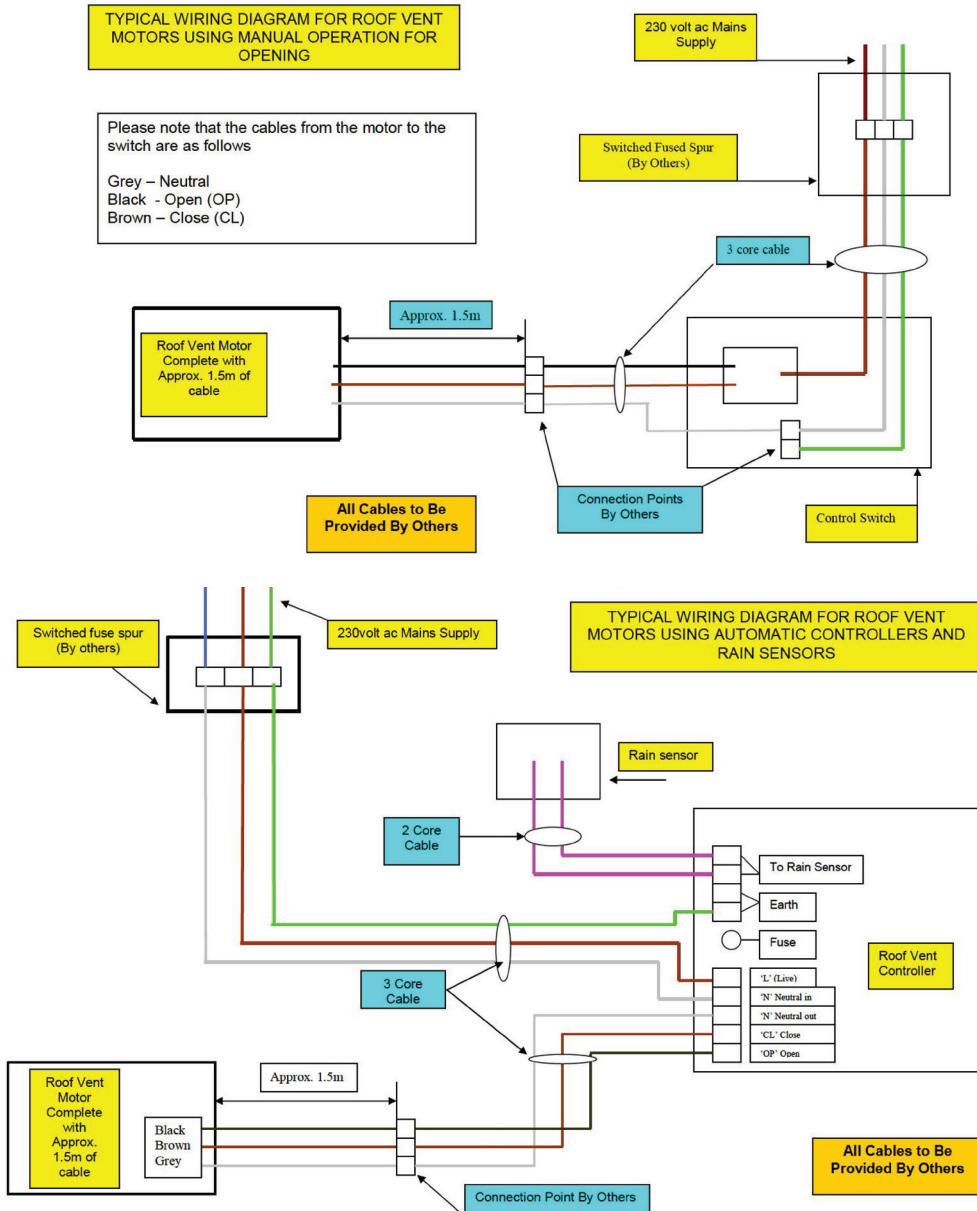 TYPICAL WIRING DIAGRAM FOR ROOF VENT
MOTORS USING MANUAL OPERATION FOR
OPENING
230 volt ac Mains
Supply
Please note that the cables from the motor to the
switch are as follows
Grey – Neutral
Black - Open (OP)
Brown – Close (CL)
Switched Fused Spur
(By Others)
3 core cable
Approx. 1.5m
Roof Vent Motor
Complete with
Approx. 1.5m of
cable
All Cables to Be
Provided By Others
Connection Points
By Others
Control Switch
Switched fuse spur
(By others)
230volt ac Mains Supply
TYPICAL WIRING DIAGRAM FOR ROOF VENT
MOTORS USING AUTOMATIC CONTROLLERS AND
RAIN SENSORS
Rain sensor
2 Core
Cable
To Rain Sensor
Earth
Fuse
Roof Vent
Controller
3 Core
Cable
'L' (Live)
'N' Neutral in
'N' Neutral out
'CL' Close
'OP' Open
Roof Vent
Motor
Complete
with
Approx.
1.5m of
cable
Approx. 1.5m
Black
Brown
Grey
Connection Point By Others
All Cables to Be
Provided By Others